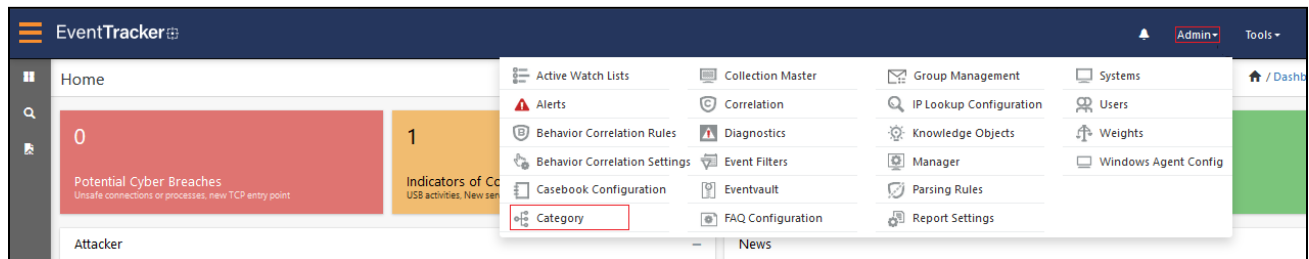 EventTracker
Admin
Tools
Home
/ Dashb
Active Watch Lists
Collection Master
Group Management
Systems
Alerts
Correlation
IP Lookup Configuration
Users
Behavior Correlation Rules
Diagnostics
Knowledge Objects
Weights
Behavior Correlation Settings
Event Filters
Manager
Windows Agent Config
Casebook Configuration
Eventvault
Parsing Rules
Category
FAQ Configuration
Report Settings
0
Potential Cyber Breaches
Unsafe connections or processes, new TCP entry point
1
Indicators of Co
USB activities, New serv
Attacker
News